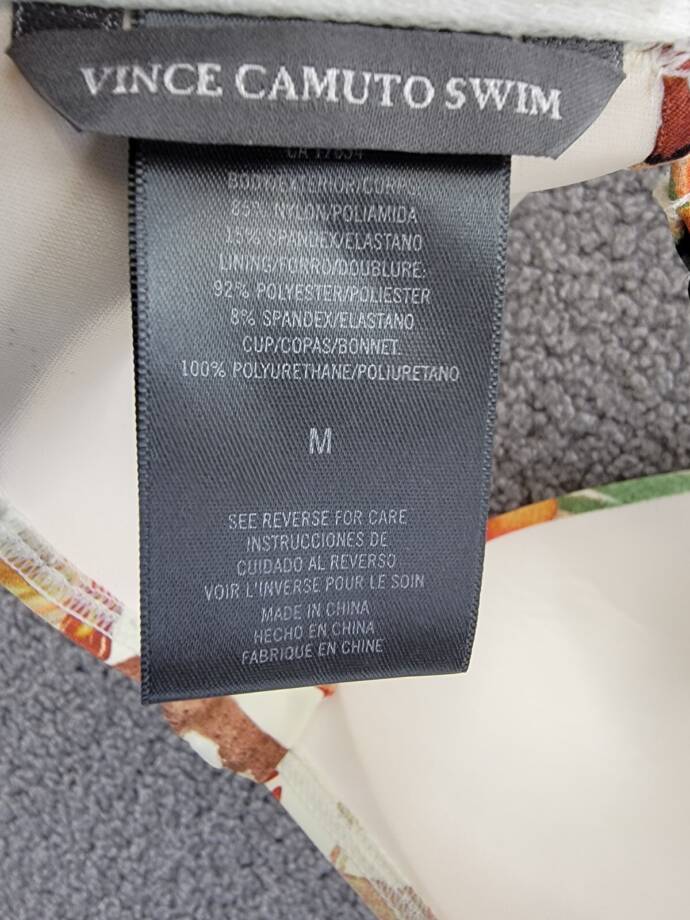 VINCE CAMUTO SWIM
BODY/EXTERIOR/CORPS:
NYLON/POLIAMIDA
15% SPANDEX/ELASTANO
LINING/FORRO/DOUBLURE:
92% POLYESTER/POLIESTER
8% SPANDEX/ELASTANO
CUP/COPAS/BONNET:
100% POLYURETHANE/POLIURETANO
M
SEE REVERSE FOR CARE
INSTRUCCIONES DE
CUIDADO AL REVERSO
VOIR L'INVERSE POUR LE SOIN
MADE IN CHINA
HECHO EN CHINA
FABRIQUE EN CHINE